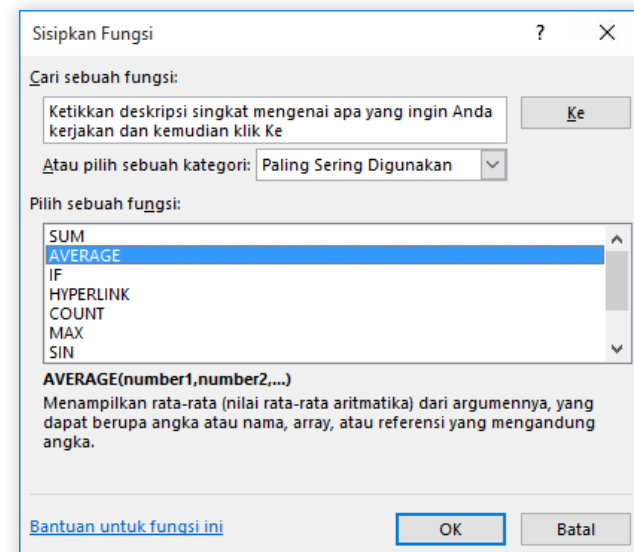 Sisipkan Fungsi ?
Cari sebuah fungsi:
Ketikkan deskripsi singkat mengenai apa yang ingin Anda
kerjakan dan kemudian klik Ke
Ke
Atau pilih sebuah kategori: Paling Sering Digunakan
Pilih sebuah fungsi:
SUM
AVERAGE
IF
HYPERLINK
COUNT
MAX
SIN
AVERAGE(number1,number2,...)
Menampilkan rata-rata (nilai rata-rata aritmatika) dari argumennya, yang
dapat berupa angka atau nama, array, atau referensi yang mengandung
angka.
Bantuan untuk fungsi ini
OK
Batal